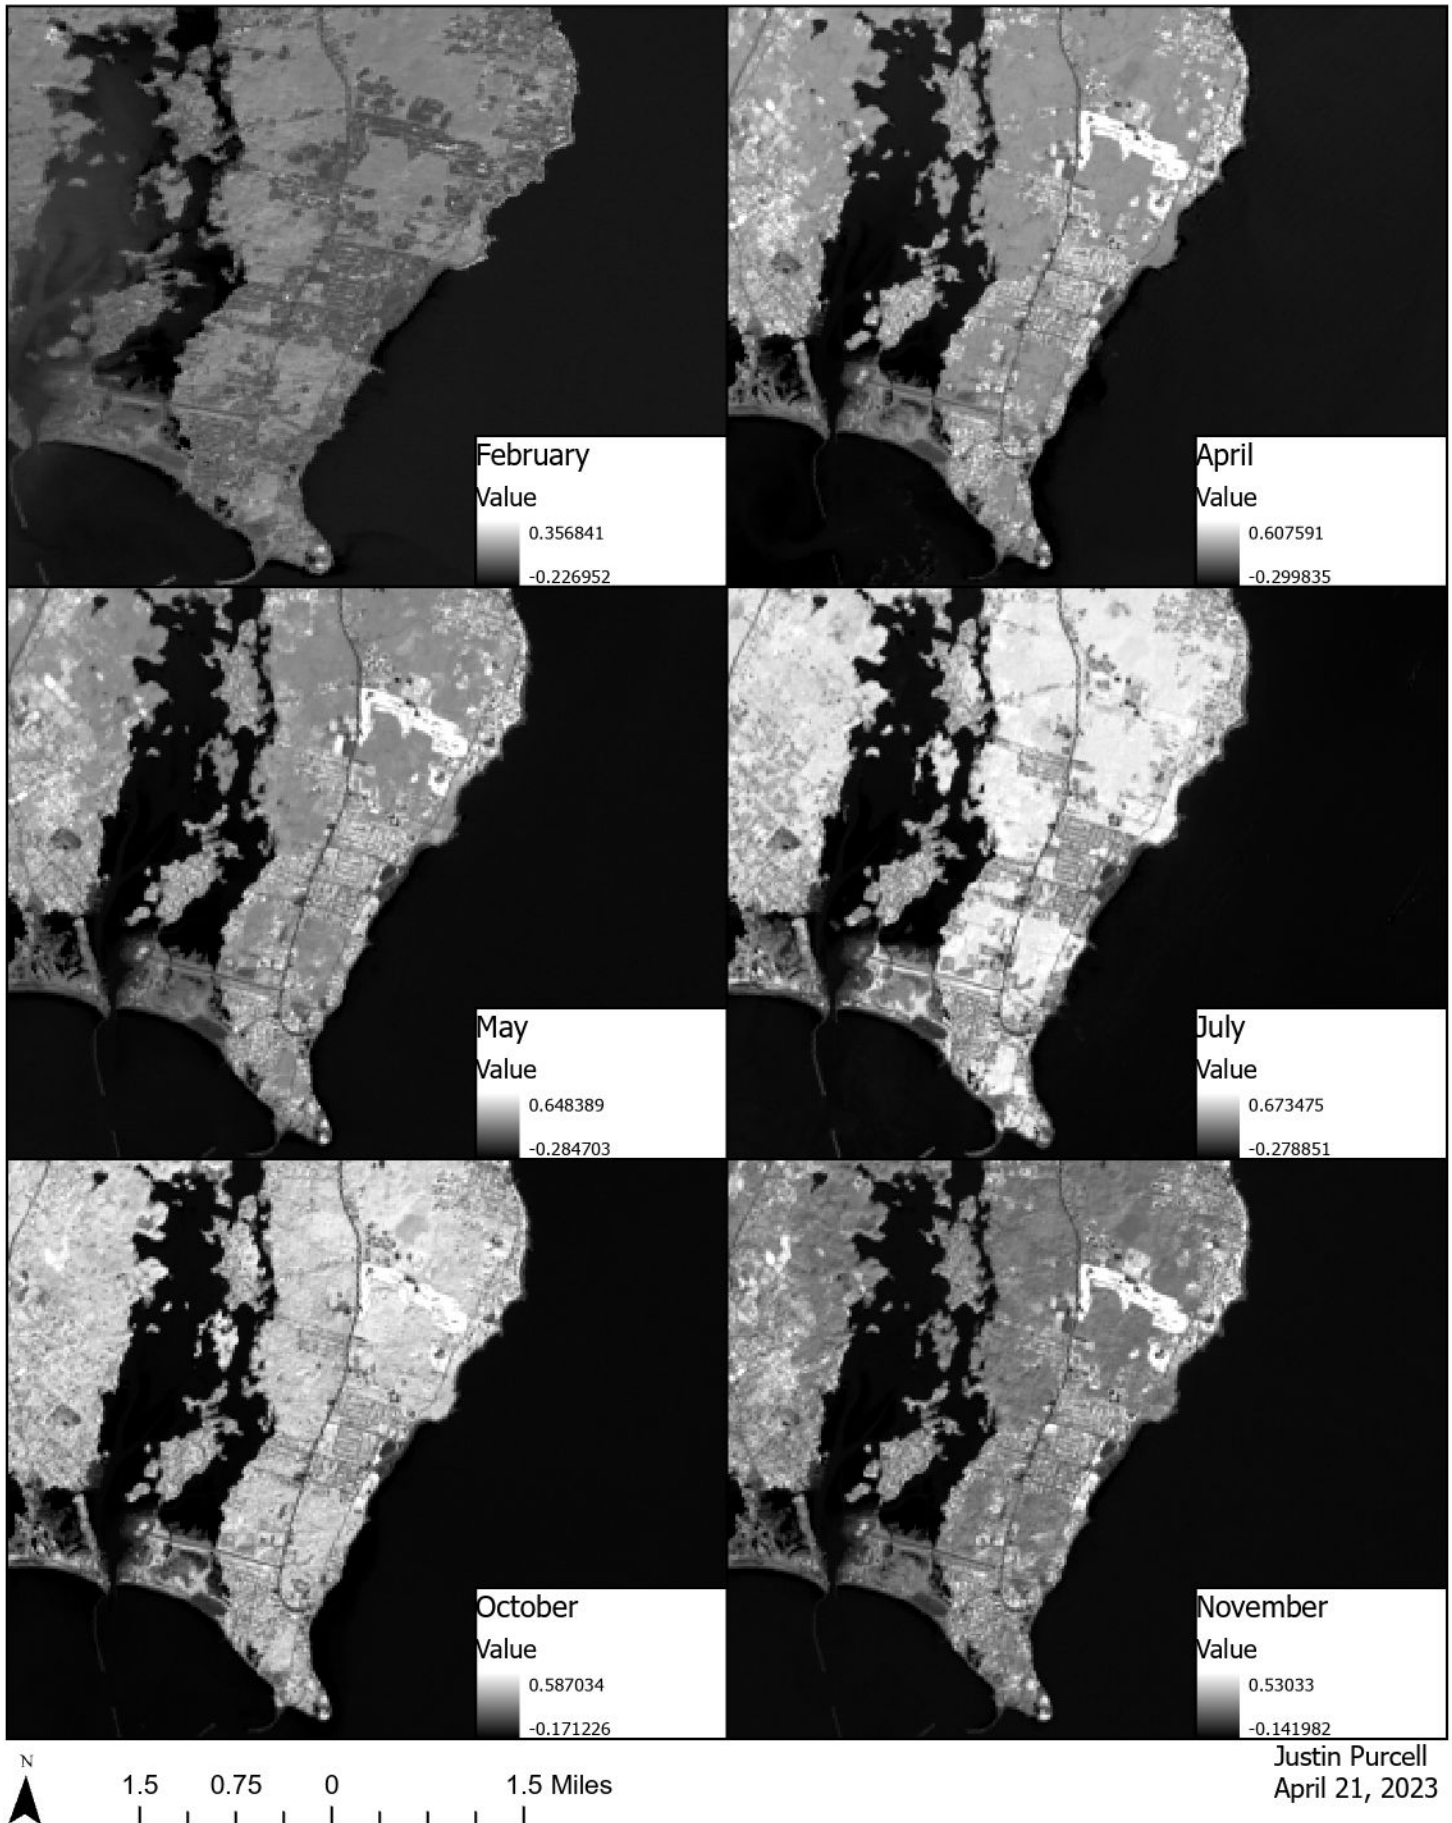 February
Value
0.356841
-0.226952
April
Value
0.607591
-0.299835
May
Value
0.648389
-0.284703
July
Value
0.673475
-0.278851
October
Value
0.587034
-0.171226
November
Value
0.53033
-0.141982
N
1.5 0.75 0 1.5 Miles
Justin Purcell
April 21, 2023